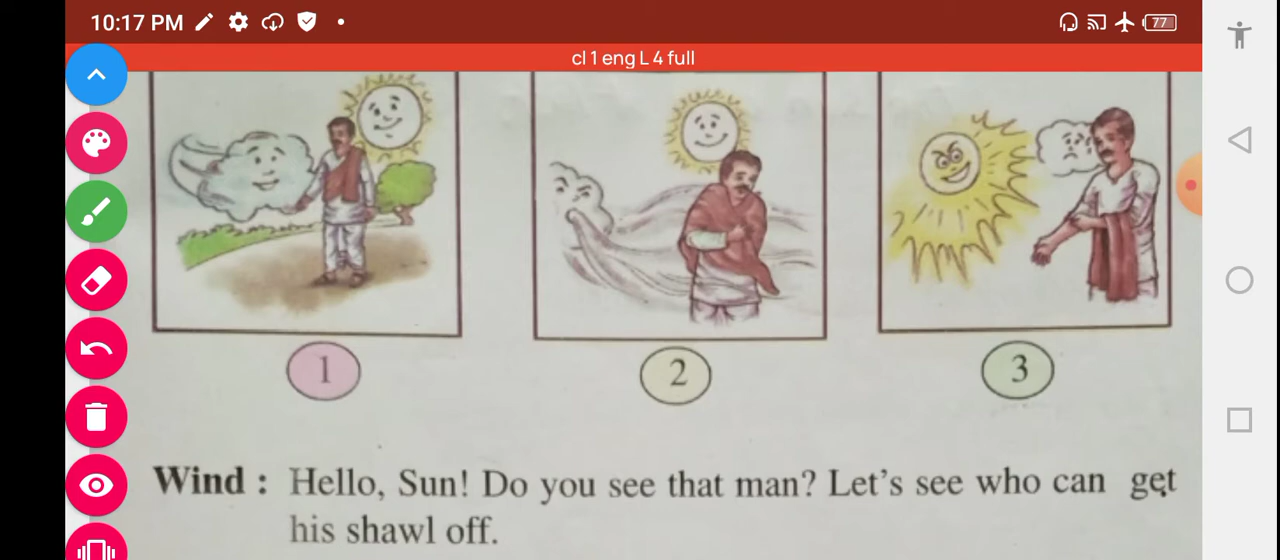 10:17 PM
77
cl 1 eng L 4 full
1
2
3
Wind : Hello, Sun! Do you see that man? Let's see who can get
his shawl off.